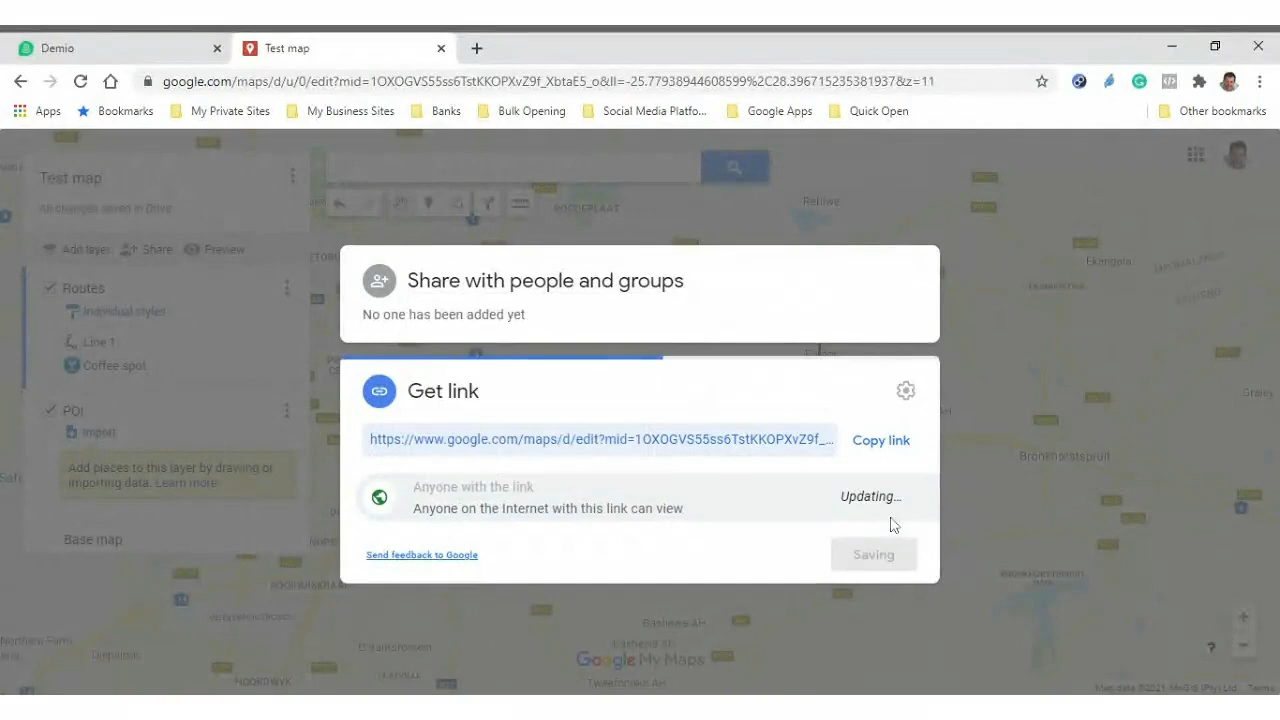 Demio
Test map
google.com/maps/d/u/0/edit?mid=1OXOGVS55ss6TstKKOPXvZ9f_XbtaE5_o&ll=-25.77938944608599%2C28.396715235381937&z=11
Apps Bookmarks My Private Sites My Business Sites Banks Bulk Opening Social Media Platfo... Google Apps Quick Open Other bookmarks
Test map
All changes saved in Drive
Add layer Share Preview
Routes
Individual styles
Line 1
Coffee spot
POI
Import
Add places to this layer by drawing or
importing data. Learn more
Base map
Share with people and groups
No one has been added yet
Get link
https://www.google.com/maps/d/edit?mid=1OXOGVS55ss6TstKKOPXvZ9f_...
Copy link
Anyone with the link
Anyone on the Internet with this link can view
Updating...
Send feedback to Google
Saving
ROODEPLAAT
Ekangala
Bronkhorstspruit
Bashewa AH
Google My Maps
NOORDWYK
?